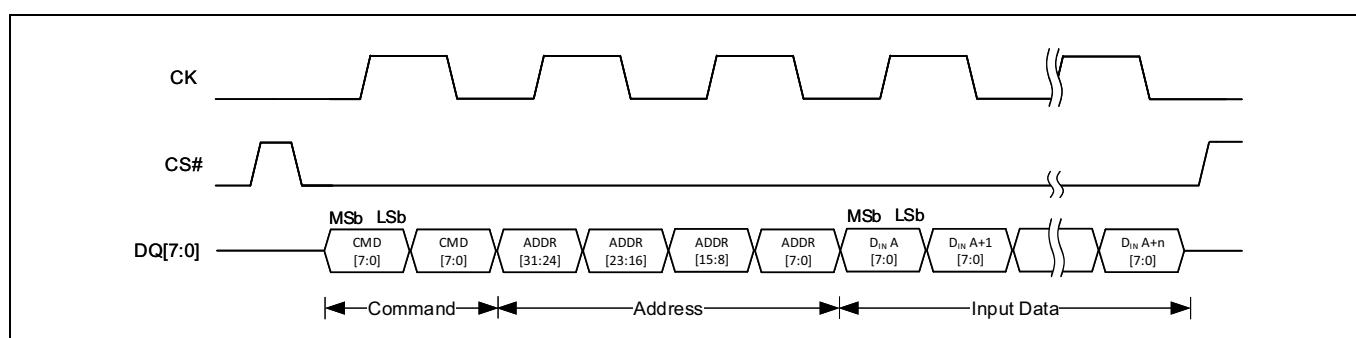 CK
CS#
MSb LSb MSb LSb
DQ[7:0] CMD CMD ADDR ADDR ADDR ADDR DIN A DIN A+1 DIN A+n
[7:0] [7:0] [31:24] [23:16] [15:8] [7:0] [7:0] [7:0] [7:0]
Command Address Input Data